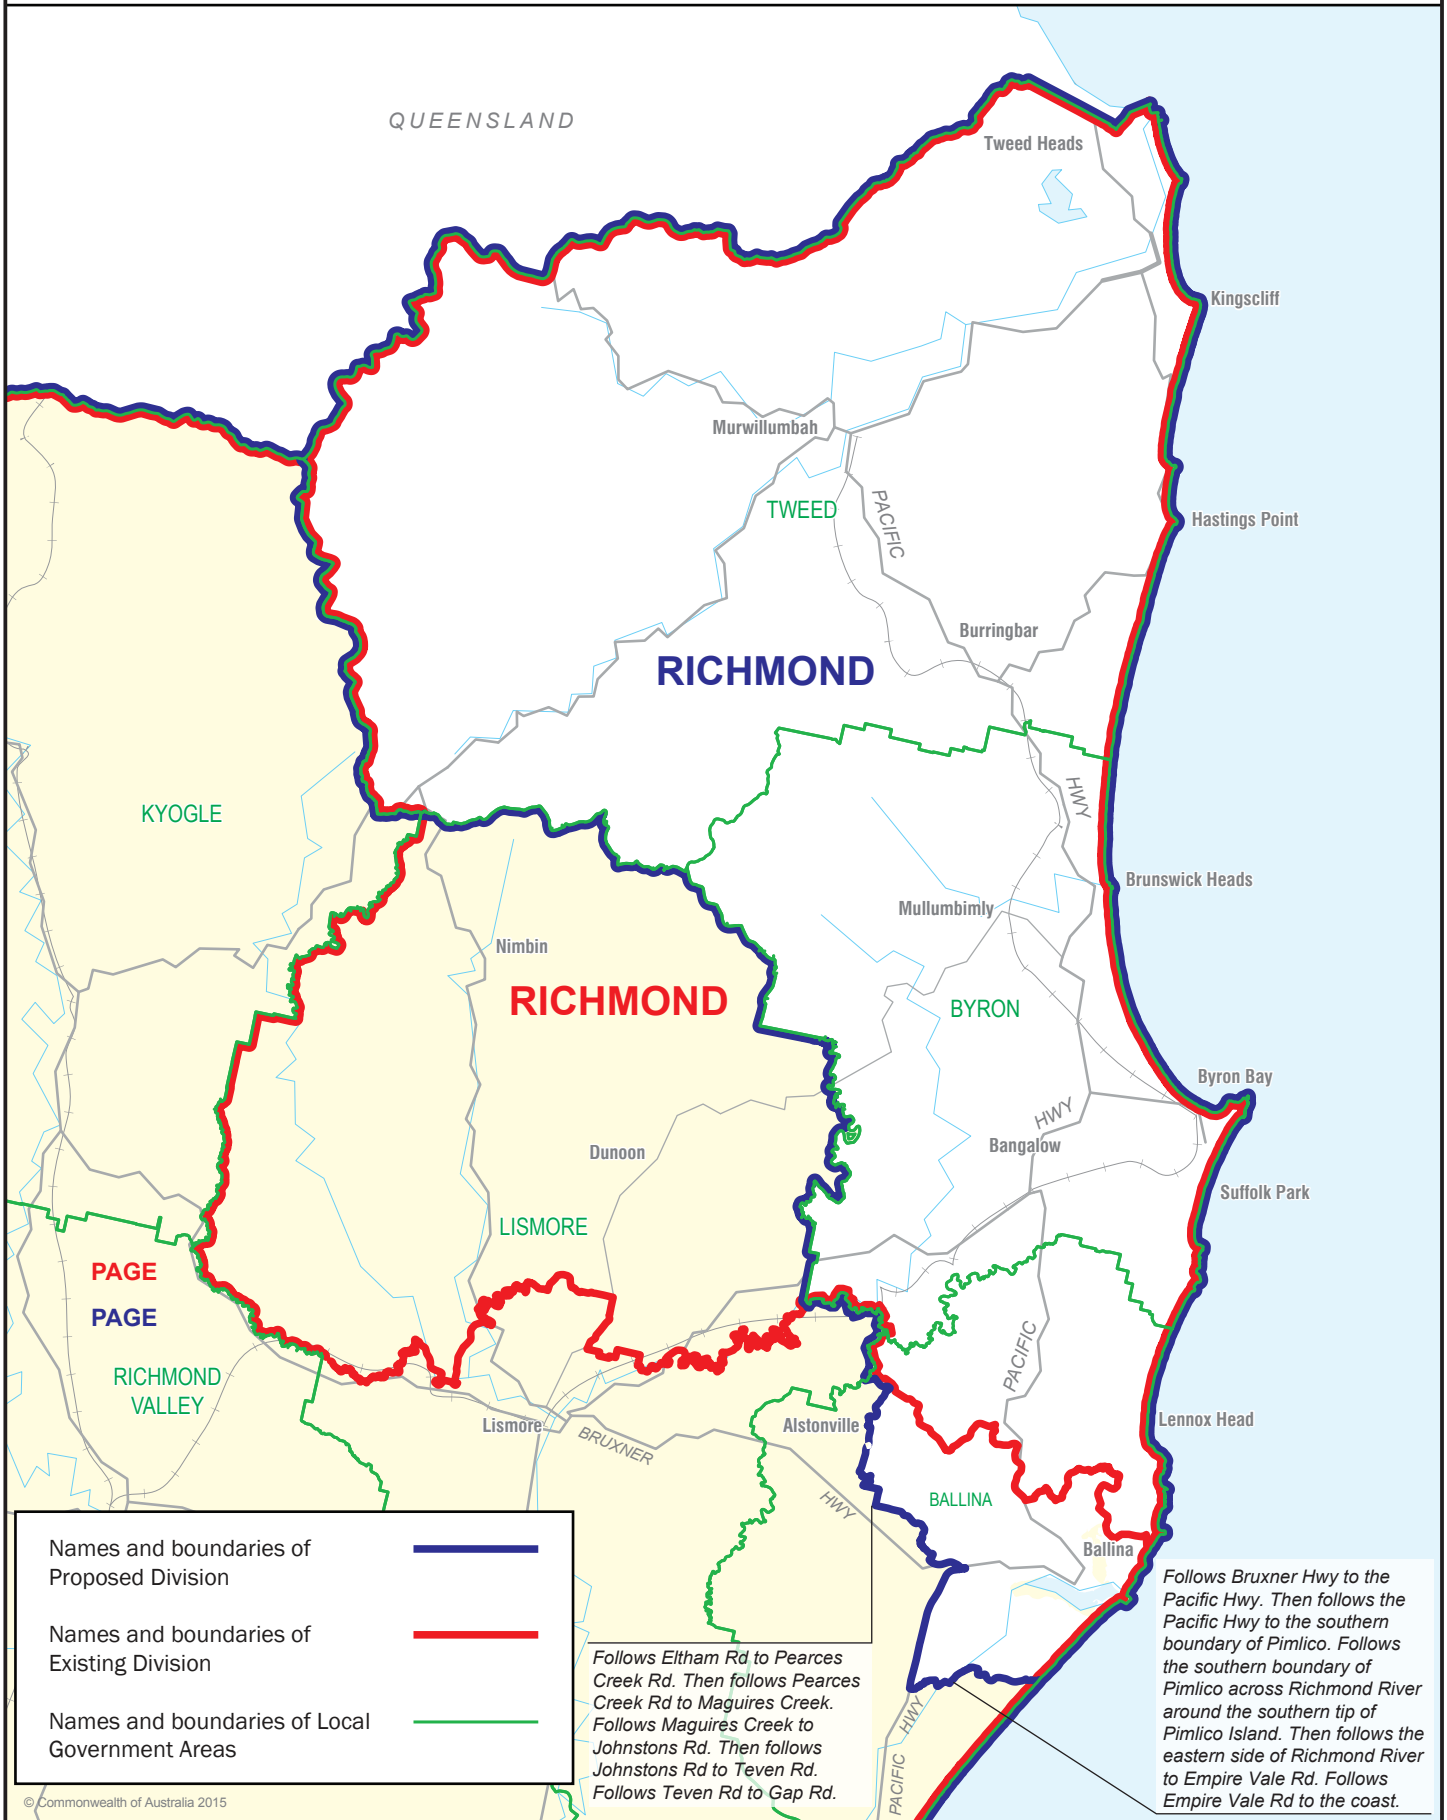 QUEENSLAND
Tweed Heads
Kingscliff
Murwillumbah
TWEED
PACIFIC
Hastings Point
Burringbar
RICHMOND
HWY
KYOGLE
Brunswick Heads
Mullumbimly
Nimbin
RICHMOND
BYRON
Byron Bay
HWY
Bangalow
Dunoon
Suffolk Park
LISMORE
PAGE
PAGE
PACIFIC
RICHMOND
VALLEY
Lismore
BRUXNER
Alstonville
Lennox Head
HWY
BALLINA
Ballina
Names and boundaries of
Proposed Division
Names and boundaries of
Existing Division
Names and boundaries of Local
Government Areas
Follows Eltham Rd to Pearces
Creek Rd. Then follows Pearces
Creek Rd to Maguires Creek.
Follows Maguires Creek to
Johnstons Rd. Then follows
Johnstons Rd to Teven Rd.
Follows Teven Rd to Gap Rd.
HWY
PACIFIC
Follows Bruxner Hwy to the
Pacific Hwy. Then follows the
Pacific Hwy to the southern
boundary of Pimlico. Follows
the southern boundary of
Pimlico across Richmond River
around the southern tip of
Pimlico Island. Then follows the
eastern side of Richmond River
to Empire Vale Rd. Follows
Empire Vale Rd to the coast.
© Commonwealth of Australia 2015